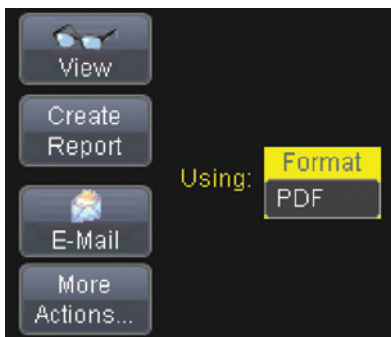 View
Create
Report
Using:
Format
PDF
E-Mail
More
Actions...